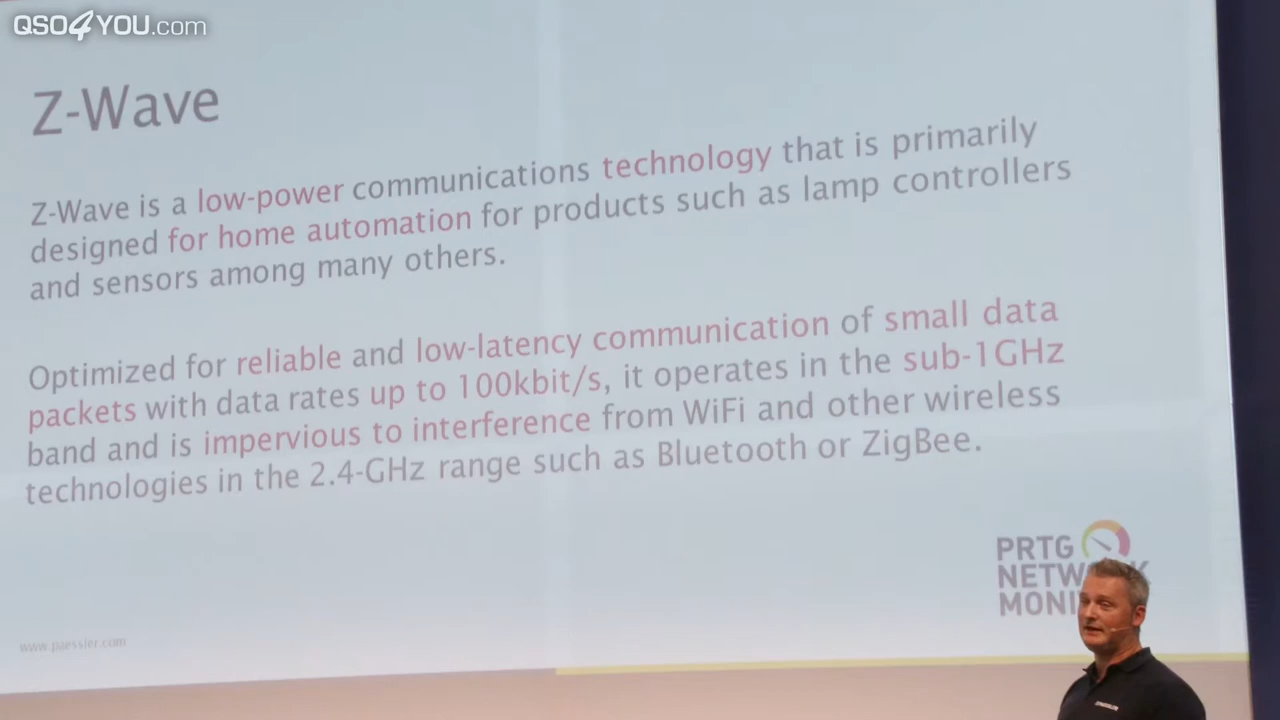 QSO4YOU.com
Z-Wave
Z-Wave is a low-power communications technology that is primarily
designed for home automation for products such as lamp controllers
and sensors among many others.
Optimized for reliable and low-latency communication of small data
packets with data rates up to 100kbit/s, it operates in the sub-1GHz
band and is impervious to interference from WiFi and other wireless
technologies in the 2.4-GHz range such as Bluetooth or ZigBee.
PRTG
www.paessler.com